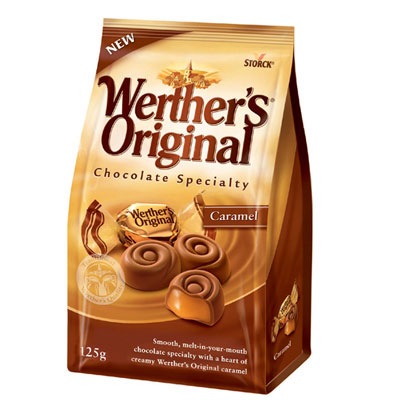 NEW
STORCK
Werther's
Original
Chocolate Specialty
Caramel
Werther's
Original
Smooth, melt-in-your-mouth
chocolate specialty with a heart of
creamy Werther's Original caramel
125g
Caramel